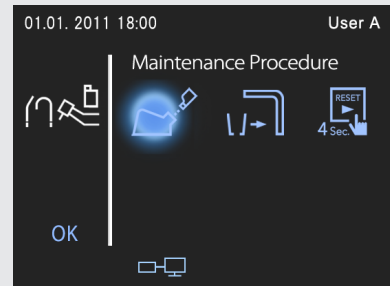 01.01. 2011 18:00 User A
Maintenance Procedure
RESET
4 Sec.
OK